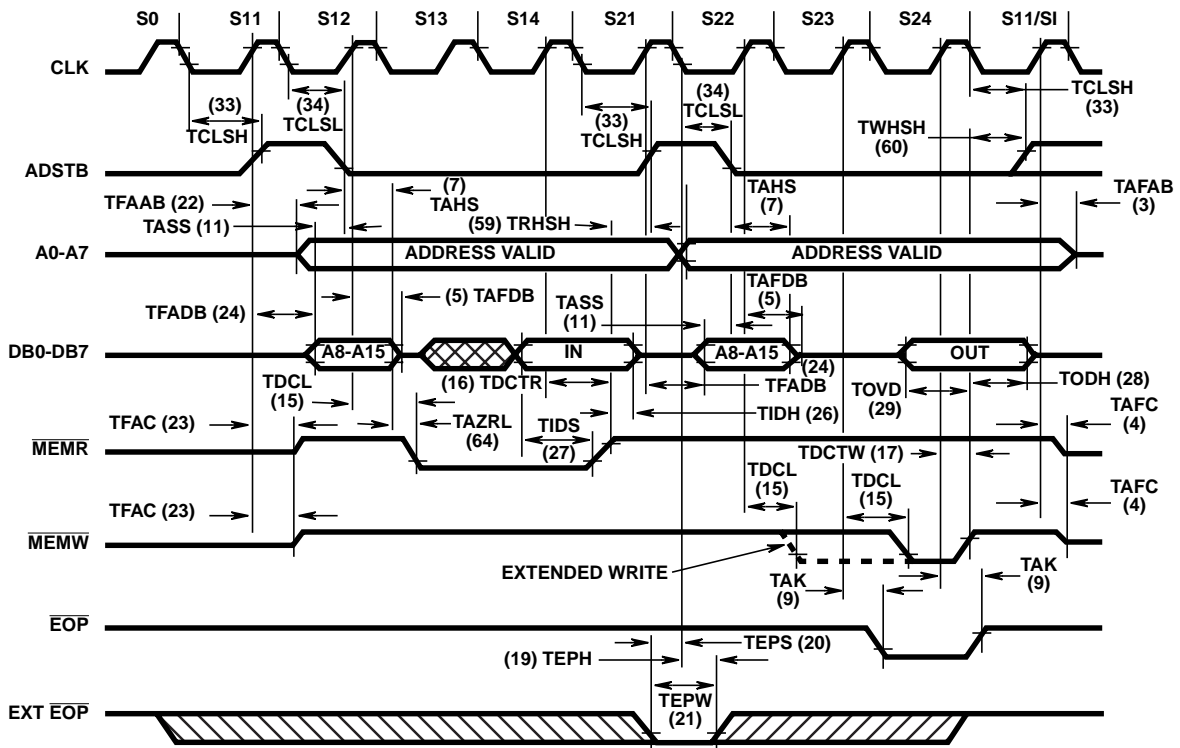 S0 S11 S12 S13 S14 S21 S22 S23 S24 S11/SI
CLK
(33)
TCLSH
(34)
TCLSL
(33)
TCLSH
(34)
TCLSL
TCLSH
(33)
TWHSH
(60)
ADSTB
TFAAB (22)
(7)
TAHS
TAHS
(7)
TAFAB
(3)
TASS (11)
(59) TRHSH
A0-A7
ADDRESS VALID
ADDRESS VALID
TFADB (24)
(5) TAFDB
TASS
(11)
TAFDB
(5)
DB0-DB7
A8-A15
IN
A8-A15
OUT
(24)
TFADB
TDCL
(15)
(16) TDCTR
TOVD
(29)
TODH (28)
TIDH (26)
TFAC (23)
TAZRL
(64)
TIDS
(27)
TAFC
(4)
MEMR
TDCTW (17)
TDCL
(15)
TDCL
(15)
TFAC (23)
TAFC
(4)
MEMW
EXTENDED WRITE
TAK
(9)
TAK
(9)
EOP
TEPS (20)
(19) TEPH
TEPW
(21)
EXT EOP